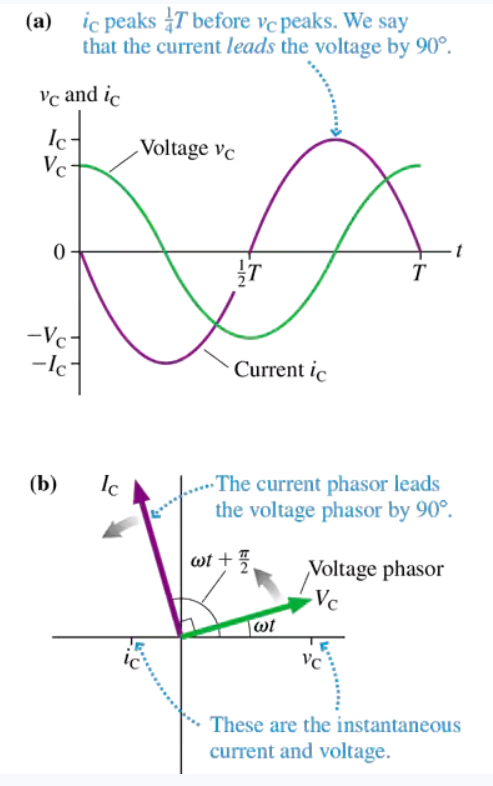 (a) i_C peaks ¼T before v_C peaks. We say
that the current leads the voltage by 90°.
v_C and i_C
I_C
V_C
Voltage v_C
0
½T
T
t
−V_C
−I_C
Current i_C
(b)
I_C
The current phasor leads
the voltage phasor by 90°.
ωt + π/2
Voltage phasor
V_C
ωt
i_C
v_C
These are the instantaneous
current and voltage.